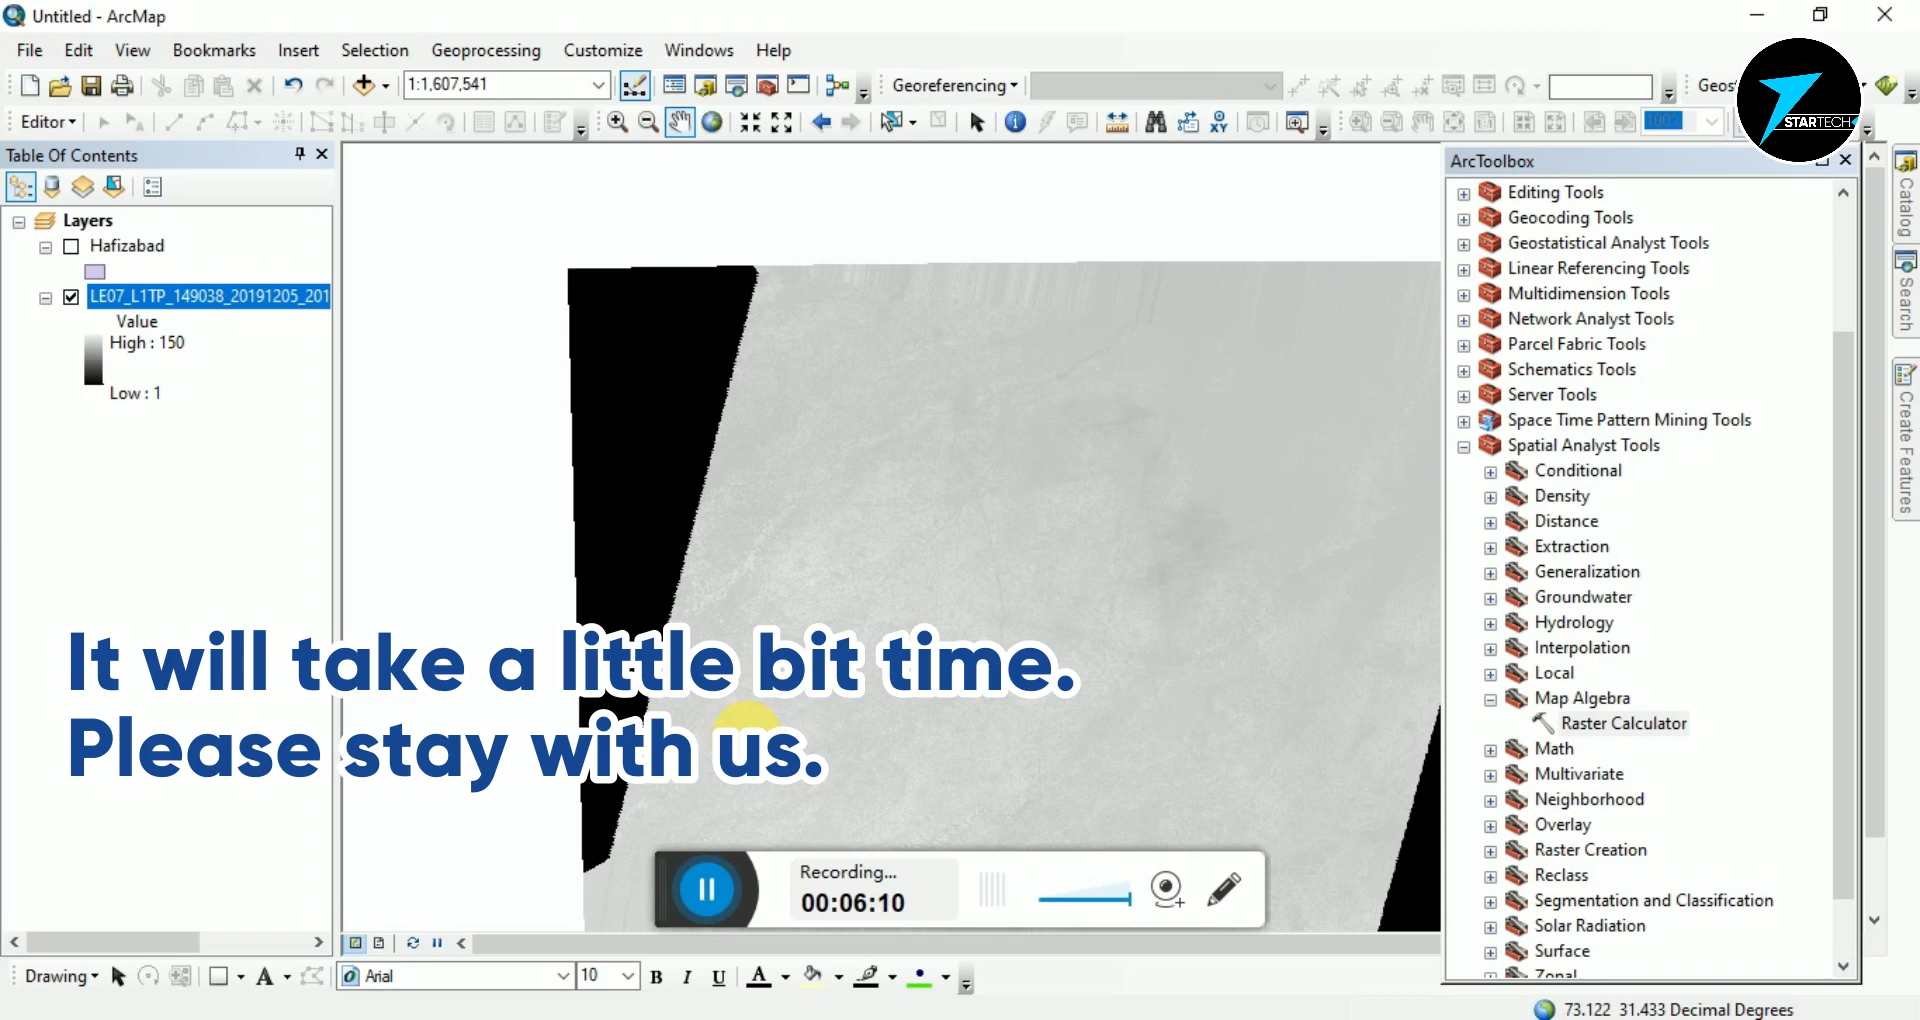 Untitled - ArcMap
File Edit View Bookmarks Insert Selection Geoprocessing Customize Windows Help
1:1,607,541
Georeferencing
Geos
STARTECH
Editor
100%
Table Of Contents
Layers
Hafizabad
LE07_L1TP_149038_20191205_201
Value
High : 150
Low : 1
ArcToolbox
Editing Tools
Geocoding Tools
Geostatistical Analyst Tools
Linear Referencing Tools
Multidimension Tools
Network Analyst Tools
Parcel Fabric Tools
Schematics Tools
Server Tools
Space Time Pattern Mining Tools
Spatial Analyst Tools
Conditional
Density
Distance
Extraction
Generalization
Groundwater
Hydrology
Interpolation
Local
Map Algebra
Raster Calculator
Math
Multivariate
Neighborhood
Overlay
Raster Creation
Reclass
Segmentation and Classification
Solar Radiation
Surface
Zonal
Catalog
Search
Create Features
It will take a little bit time.
Please stay with us.
Recording...
00:06:10
Drawing
A
Arial
10
B I U A
73.122 31.433 Decimal Degrees